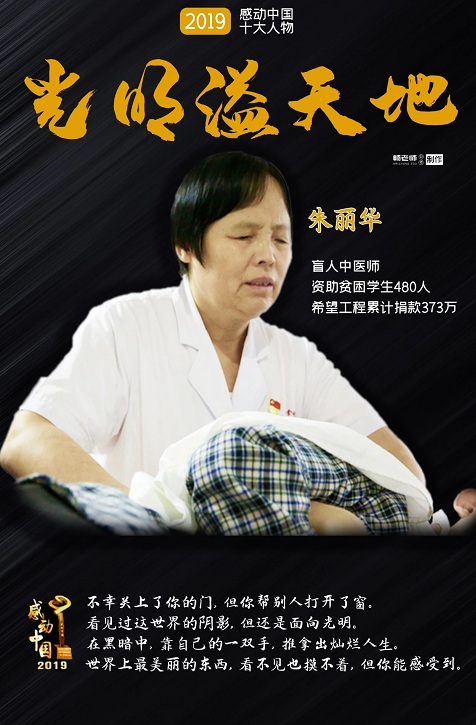 2019
感动中国
十大人物
光明溢天地
杨老师
制作
朱丽华
盲人中医师
资助贫困学生480人
希望工程累计捐款373万
感动中国
2019
不幸关上了你的门, 但你帮别人打开了窗。
看见过这世界的阴影, 但还是面向光明。
在黑暗中, 靠自己的一双手, 推拿出灿烂人生。
世界上最美丽的东西, 看不见也摸不着, 但你能感受到。